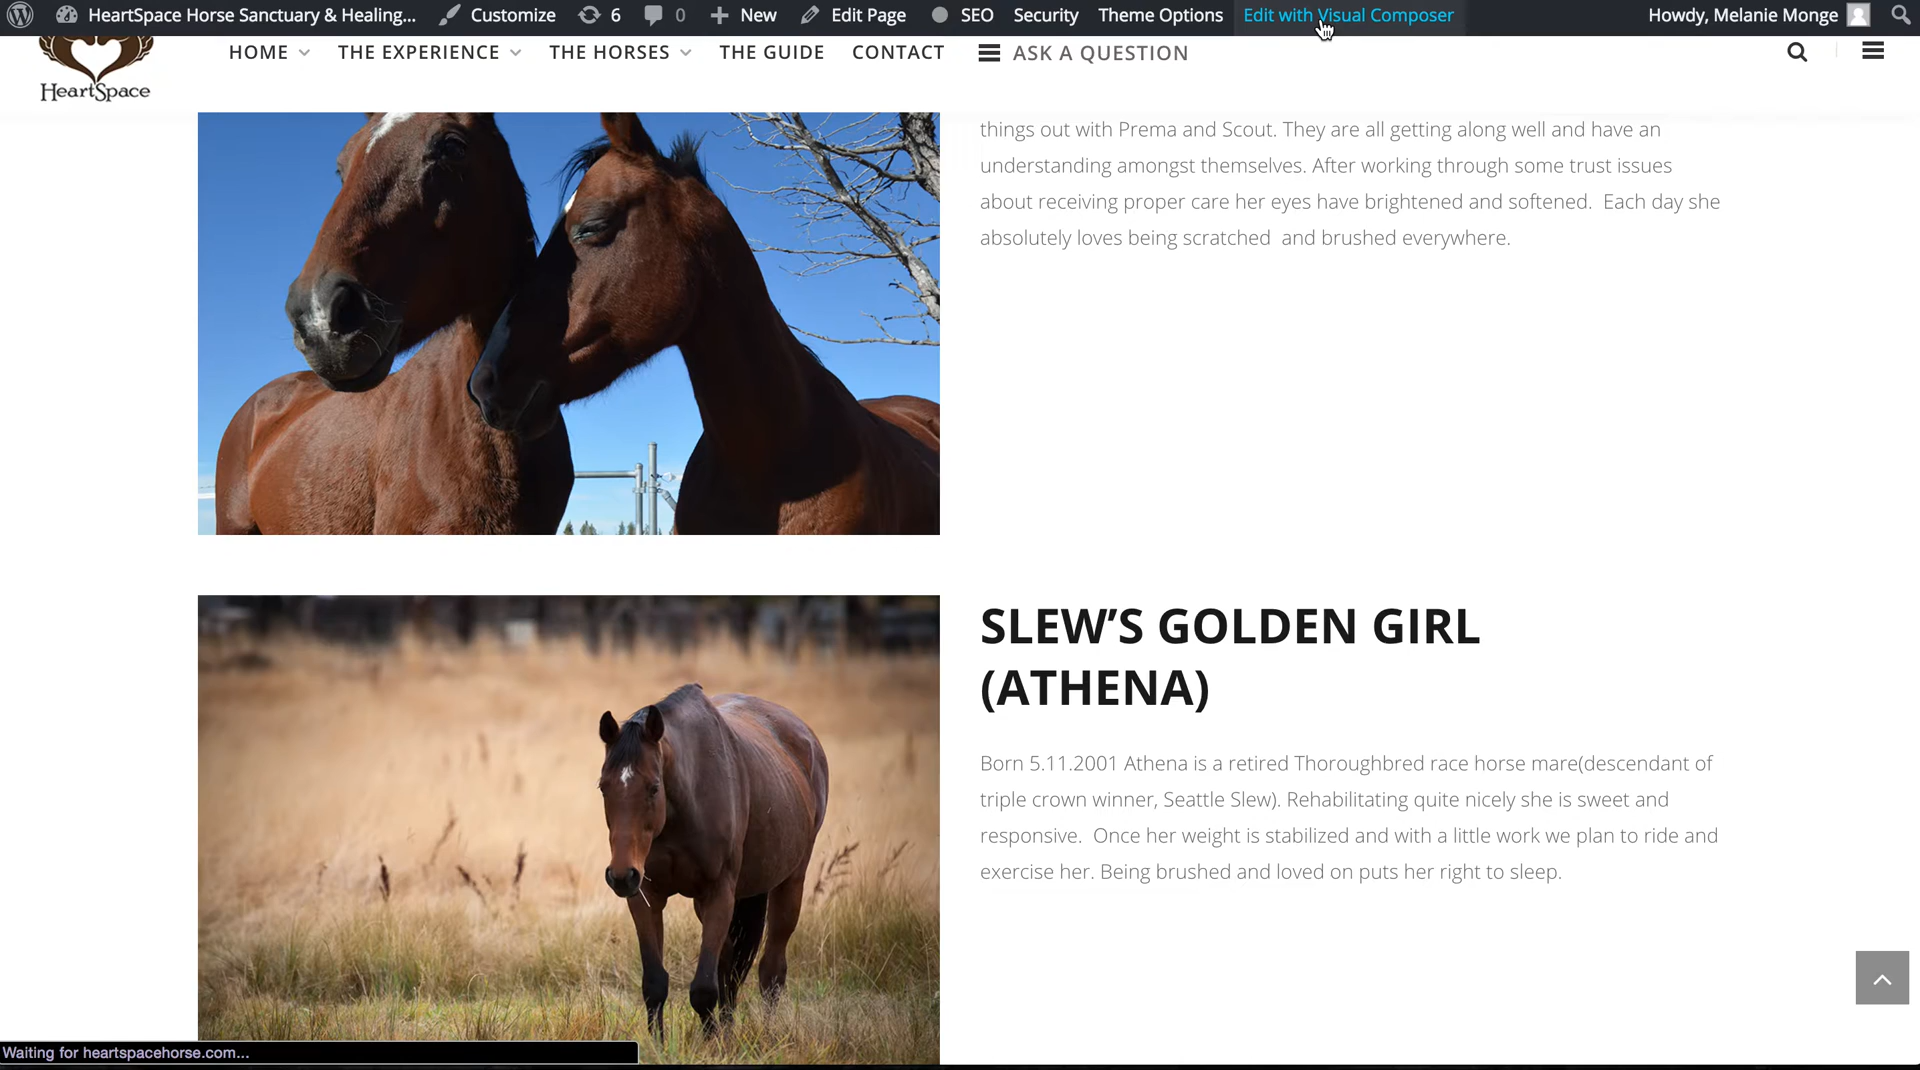 HeartSpace Horse Sanctuary & Healing... Customize 6 0 New Edit Page SEO Security Theme Options Edit with Visual Composer Howdy, Melanie Monge
HeartSpace
HOME THE EXPERIENCE THE HORSES THE GUIDE CONTACT ASK A QUESTION
things out with Prema and Scout. They are all getting along well and have an
understanding amongst themselves. After working through some trust issues
about receiving proper care her eyes have brightened and softened. Each day she
absolutely loves being scratched and brushed everywhere.
SLEW’S GOLDEN GIRL
(ATHENA)
Born 5.11.2001 Athena is a retired Thoroughbred race horse mare(descendant of
triple crown winner, Seattle Slew). Rehabilitating quite nicely she is sweet and
responsive. Once her weight is stabilized and with a little work we plan to ride and
exercise her. Being brushed and loved on puts her right to sleep.
Waiting for heartspacehorse.com...